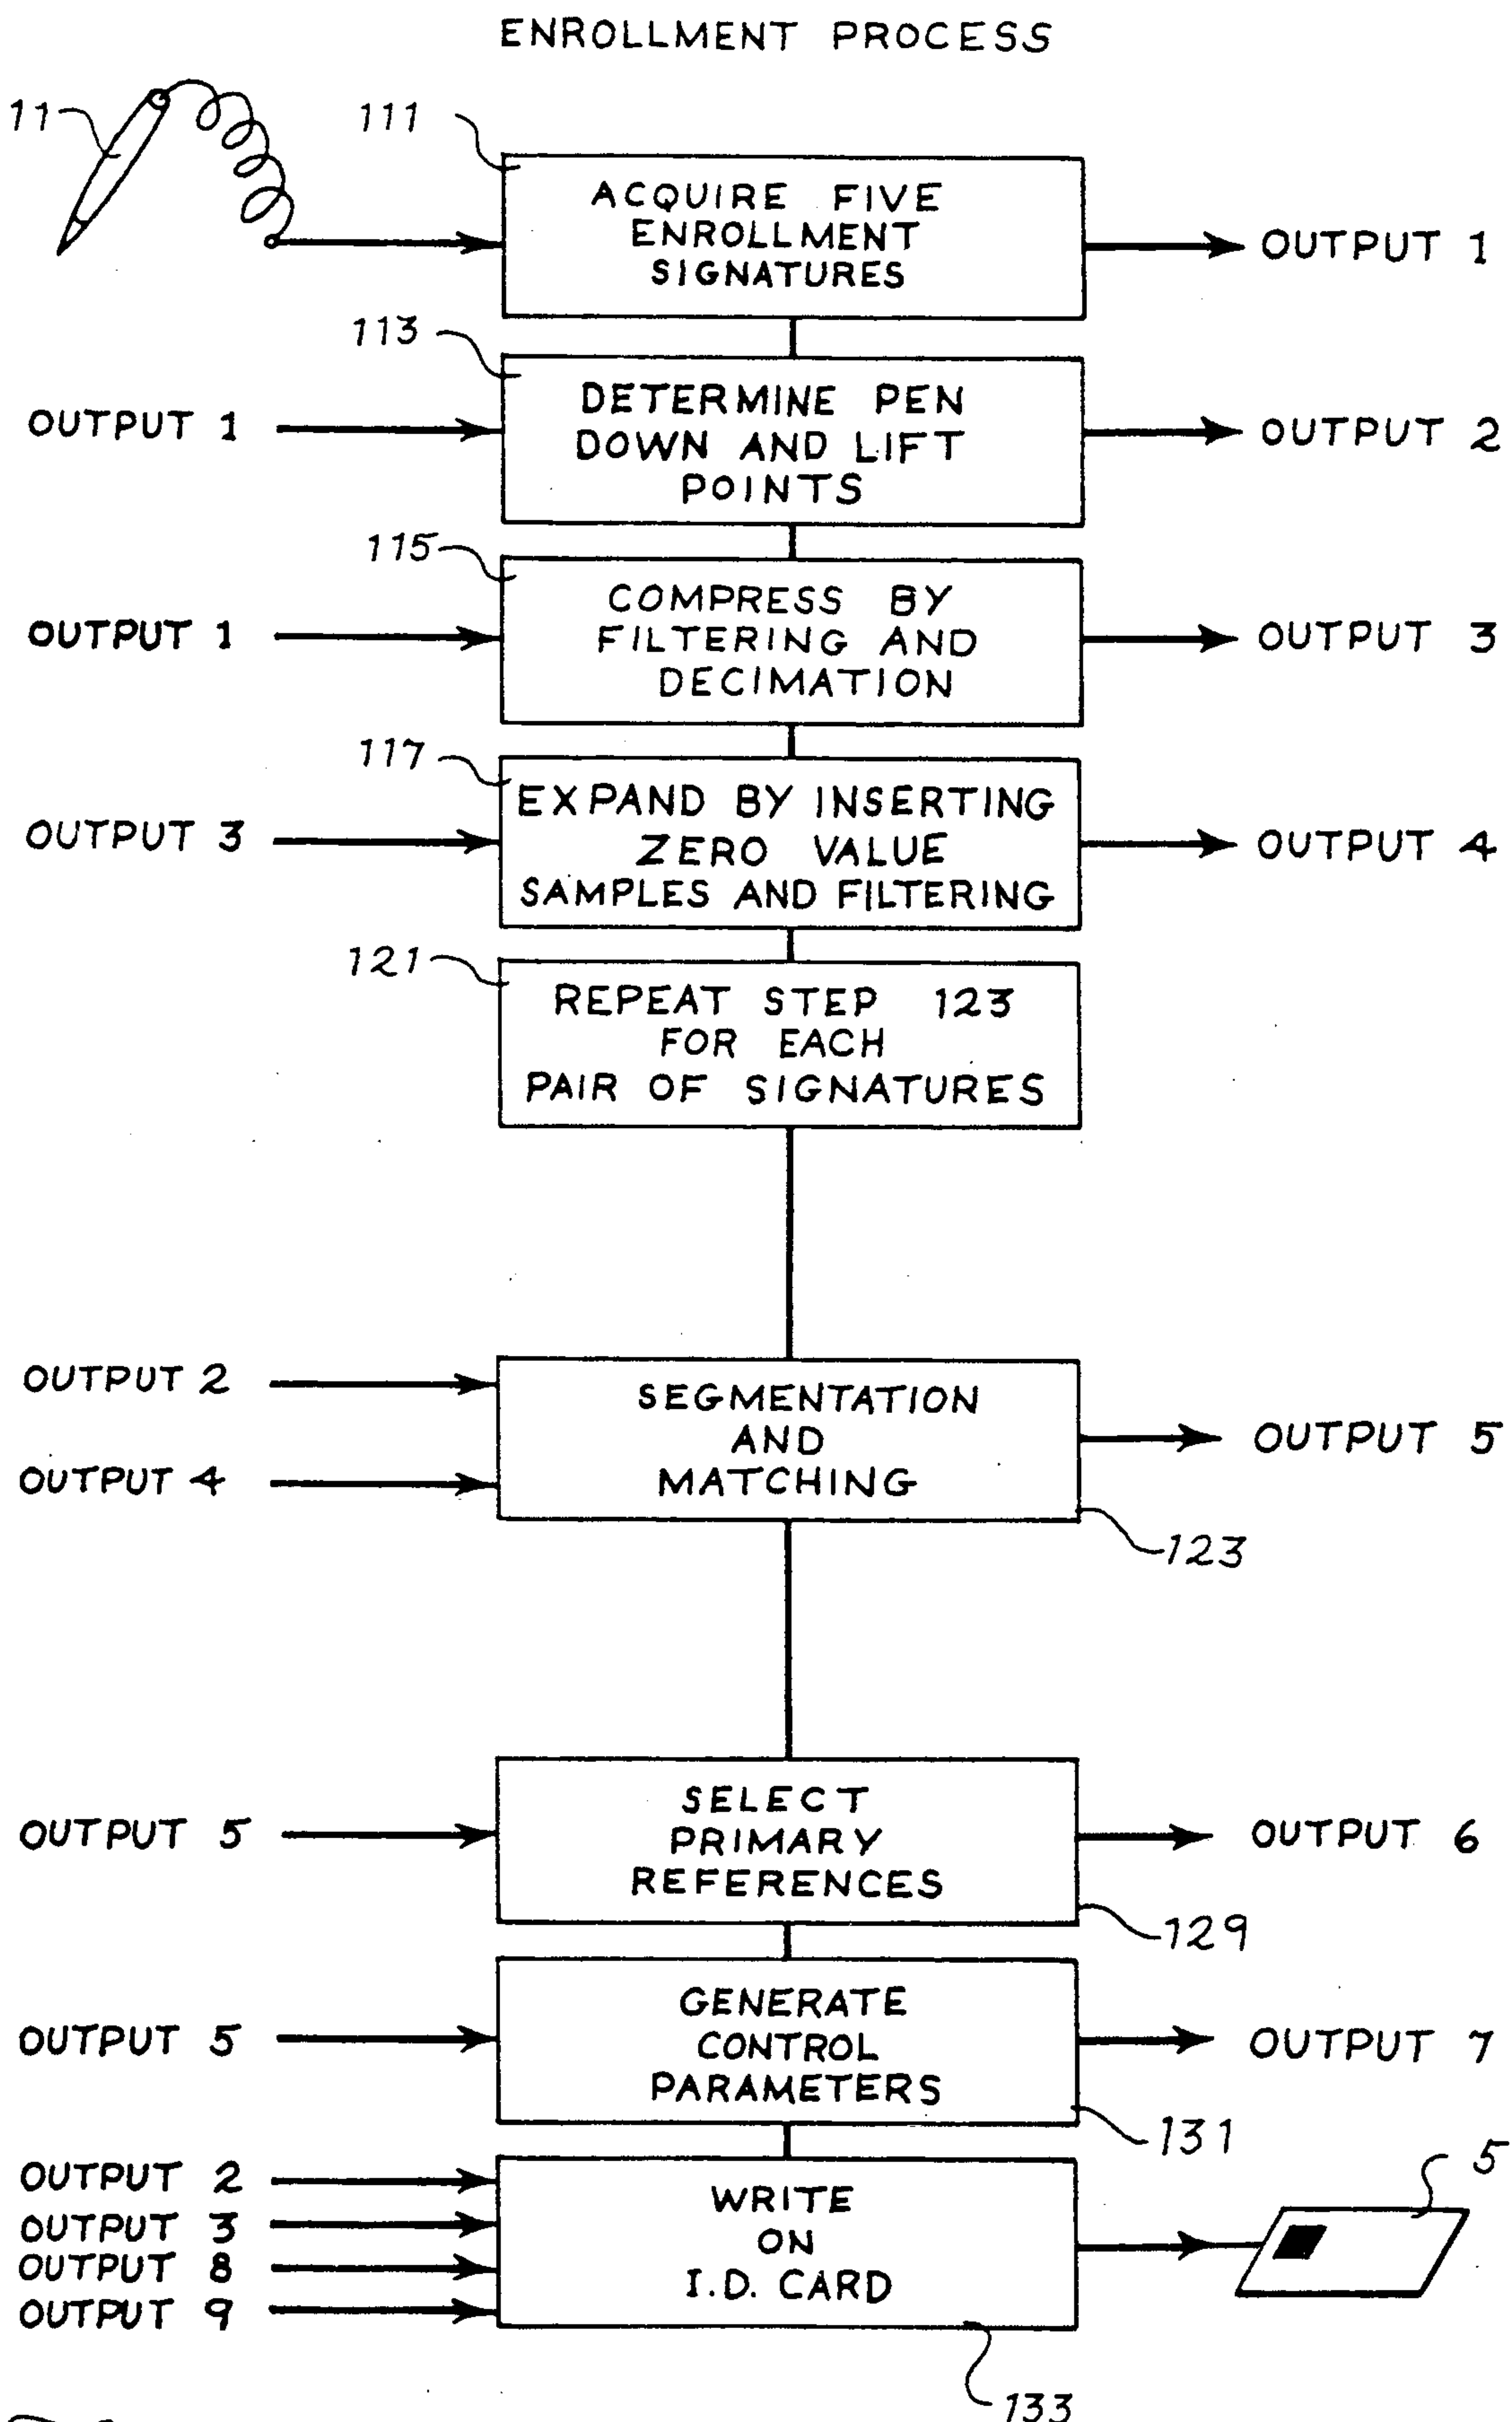 ENROLLMENT PROCESS
11
111
ACQUIRE FIVE
ENROLLMENT
SIGNATURES
OUTPUT 1
113
OUTPUT 1
DETERMINE PEN
DOWN AND LIFT
POINTS
OUTPUT 2
115
OUTPUT 1
COMPRESS BY
FILTERING AND
DECIMATION
OUTPUT 3
117
OUTPUT 3
EXPAND BY INSERTING
ZERO VALUE
SAMPLES AND FILTERING
OUTPUT 4
121
REPEAT STEP 123
FOR EACH
PAIR OF SIGNATURES
OUTPUT 2
OUTPUT 4
SEGMENTATION
AND
MATCHING
OUTPUT 5
123
OUTPUT 5
SELECT
PRIMARY
REFERENCES
OUTPUT 6
129
OUTPUT 5
GENERATE
CONTROL
PARAMETERS
OUTPUT 7
131
OUTPUT 2
OUTPUT 3
OUTPUT 8
OUTPUT 9
WRITE
ON
I.D. CARD
5
133